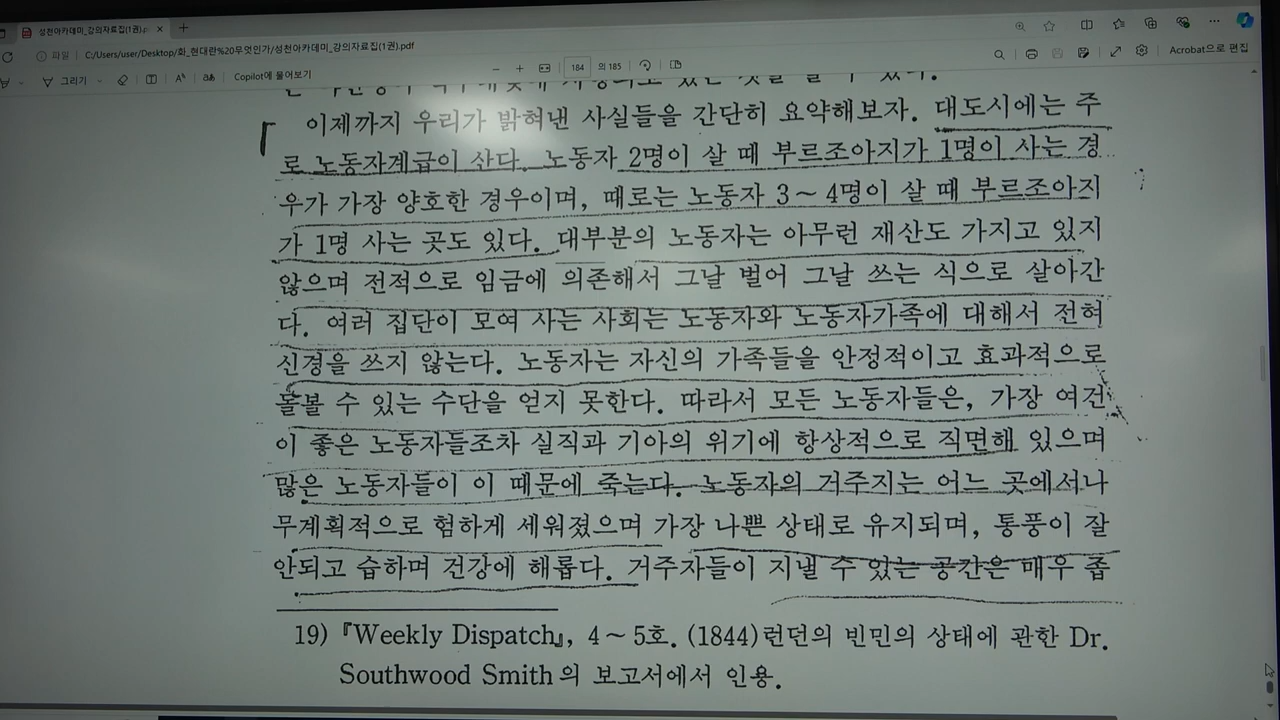 성천아카데미_강의자료집(1권).p
파일 | C:/Users/user/Desktop/화_현대란%20무엇인가/성천아카데미_강의자료집(1권).pdf
그리기 Copilot에 물어보기 184 의 185 Acrobat으로 편집
이제까지 우리가 밝혀낸 사실들을 간단히 요약해보자. 대도시에는 주
로 노동자계급이 산다. 노동자 2명이 살 때 부르조아지가 1명이 사는 경
우가 가장 양호한 경우이며, 때로는 노동자 3～4명이 살 때 부르조아지
가 1명 사는 곳도 있다. 대부분의 노동자는 아무런 재산도 가지고 있지
않으며 전적으로 임금에 의존해서 그날 벌어 그날 쓰는 식으로 살아간
다. 여러 집단이 모여 사는 사회는 노동자와 노동자가족에 대해서 전혀
신경을 쓰지 않는다. 노동자는 자신의 가족들을 안정적이고 효과적으로
돌볼 수 있는 수단을 얻지 못한다. 따라서 모든 노동자들은, 가장 여건
이 좋은 노동자들조차 실직과 기아의 위기에 항상적으로 직면해 있으며
많은 노동자들이 이 때문에 죽는다. 노동자의 거주지는 어느 곳에서나
무계획적으로 험하게 세워졌으며 가장 나쁜 상태로 유지되며, 통풍이 잘
안되고 습하며 건강에 해롭다. 거주자들이 지낼 수 있는 공간은 매우 좁
19) 『Weekly Dispatch』, 4～5호. (1844)런던의 빈민의 상태에 관한 Dr.
Southwood Smith의 보고서에서 인용.